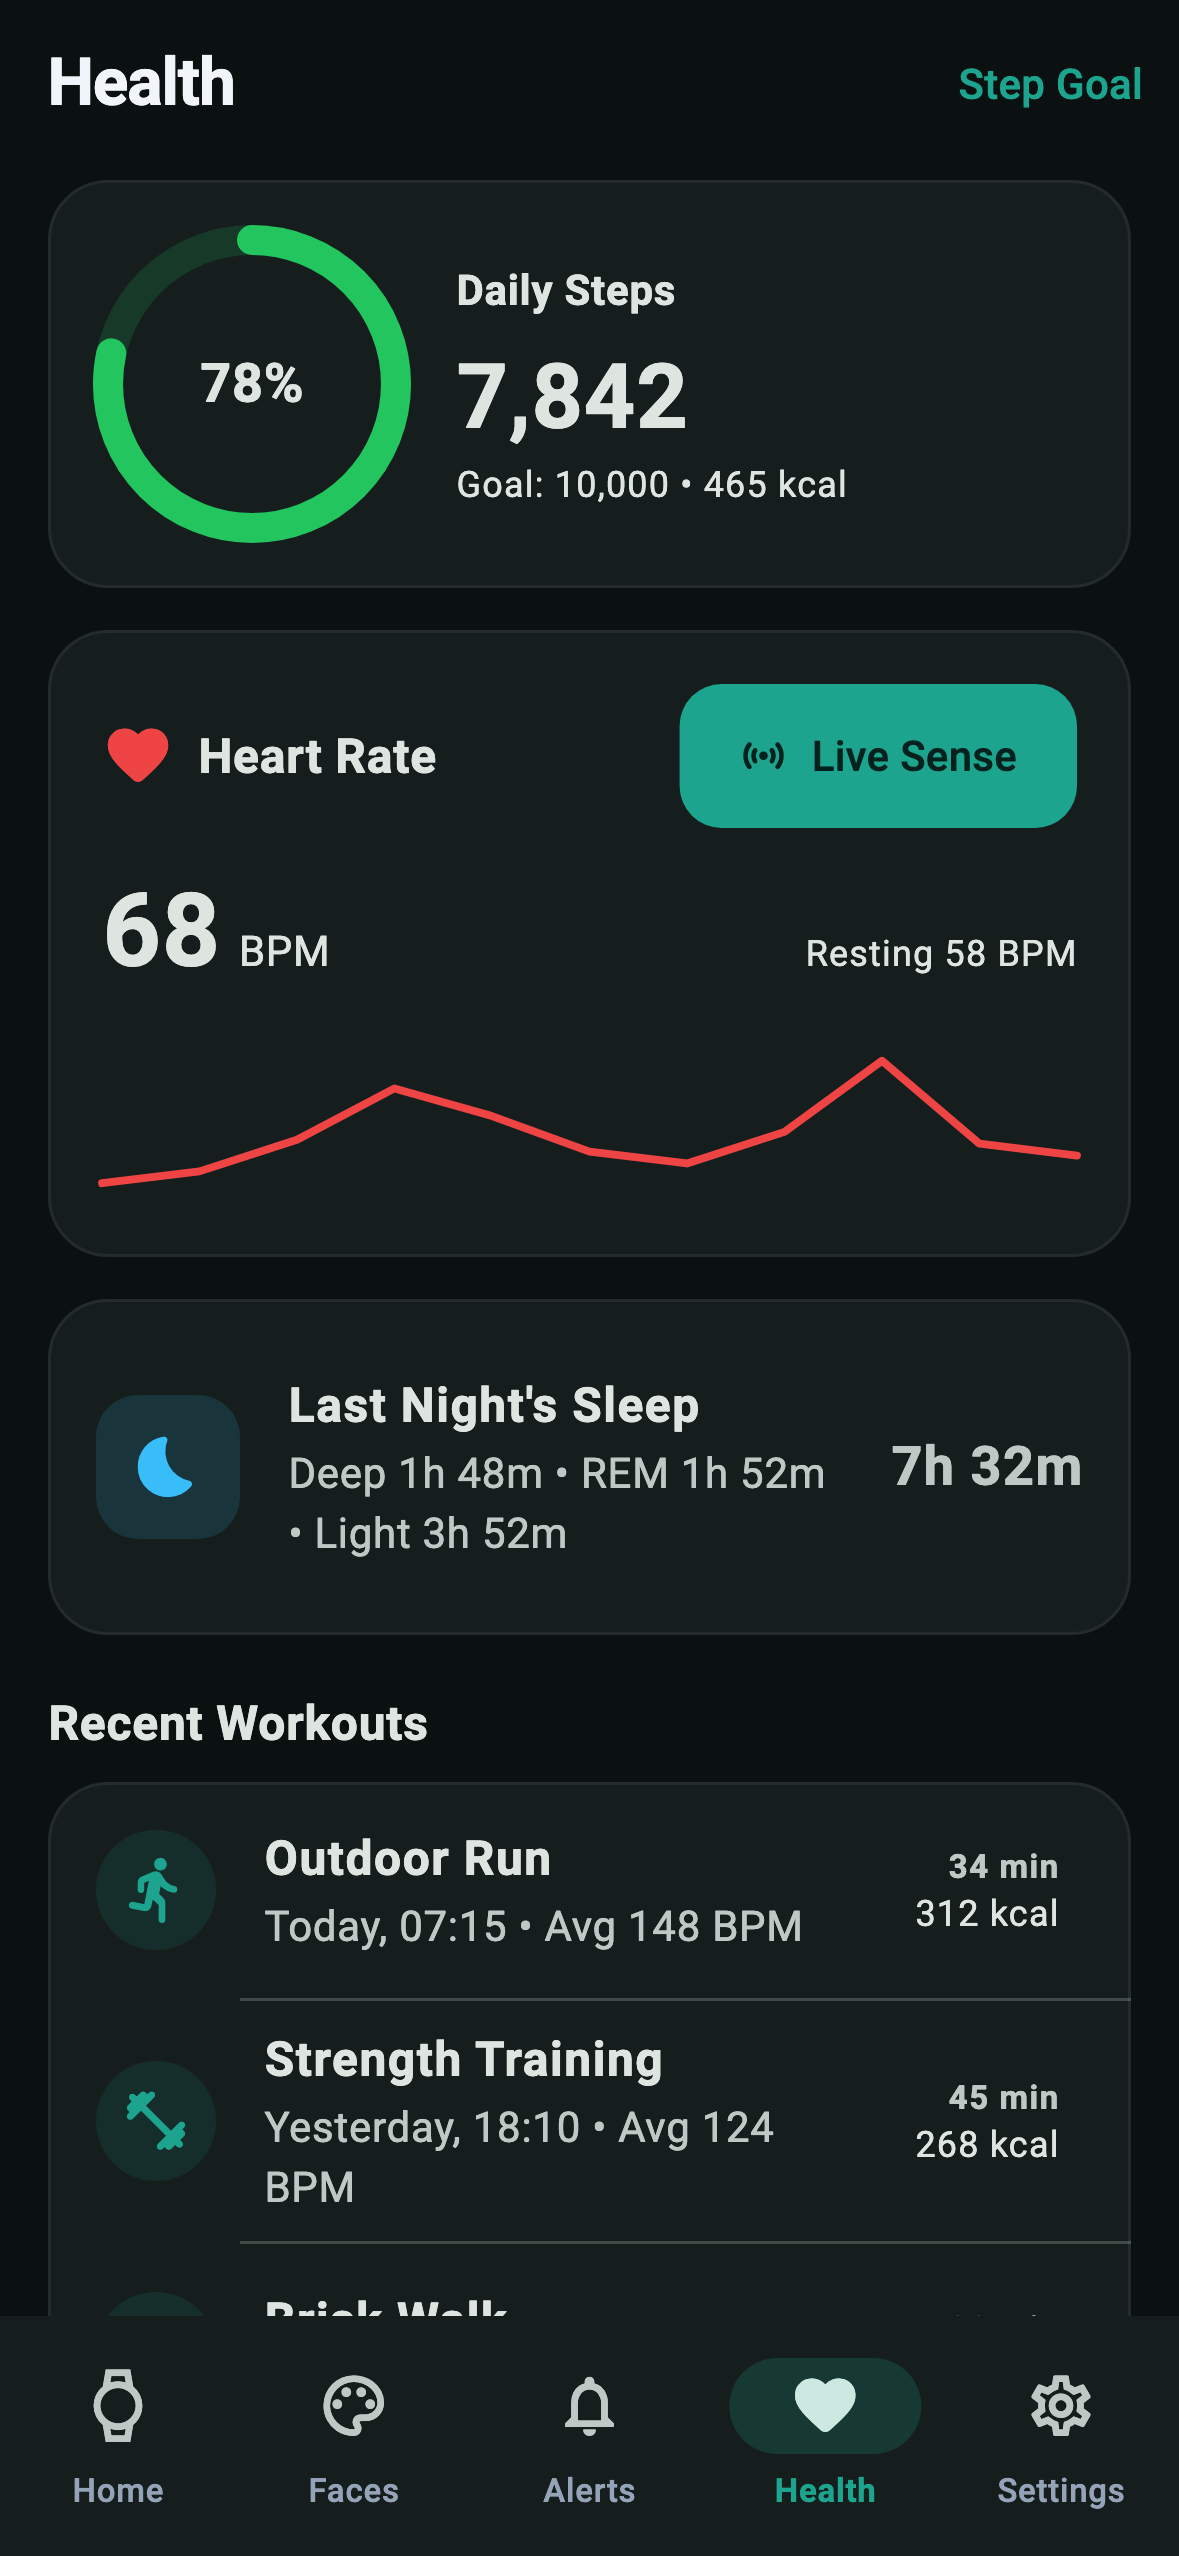 Health
Step Goal
78%
Daily Steps
7,842
Goal: 10,000 • 465 kcal
Heart Rate
Live Sense
68 BPM
Resting 58 BPM
Last Night's Sleep
Deep 1h 48m • REM 1h 52m
• Light 3h 52m
7h 32m
Recent Workouts
Outdoor Run
Today, 07:15 • Avg 148 BPM
34 min
312 kcal
Strength Training
Yesterday, 18:10 • Avg 124
BPM
45 min
268 kcal
Home
Faces
Alerts
Health
Settings